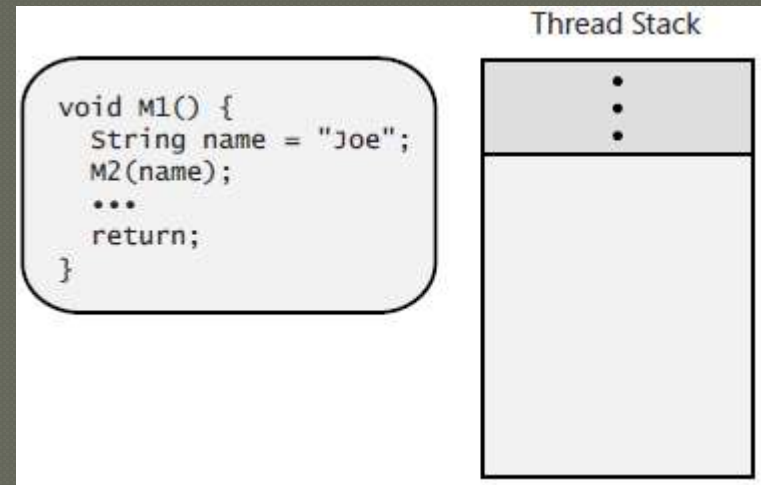 Thread Stack
void M1() {
String name = "Joe";
M2(name);
•••
return;
}